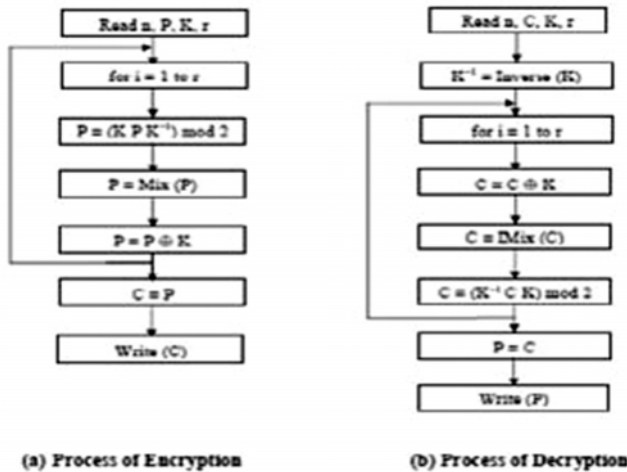 Read n, P, K, r
for i = 1 to r
P = (K P K⁻¹) mod 2
P = Mix (P)
P = P ⊕ K
C = P
Write (C)
(a) Process of Encryption
Read n, C, K, r
K⁻¹ = Inverse (K)
for i = 1 to r
C = C ⊕ K
C = IMix (C)
C = (K⁻¹ C K) mod 2
P = C
Write (P)
(b) Process of Decryption